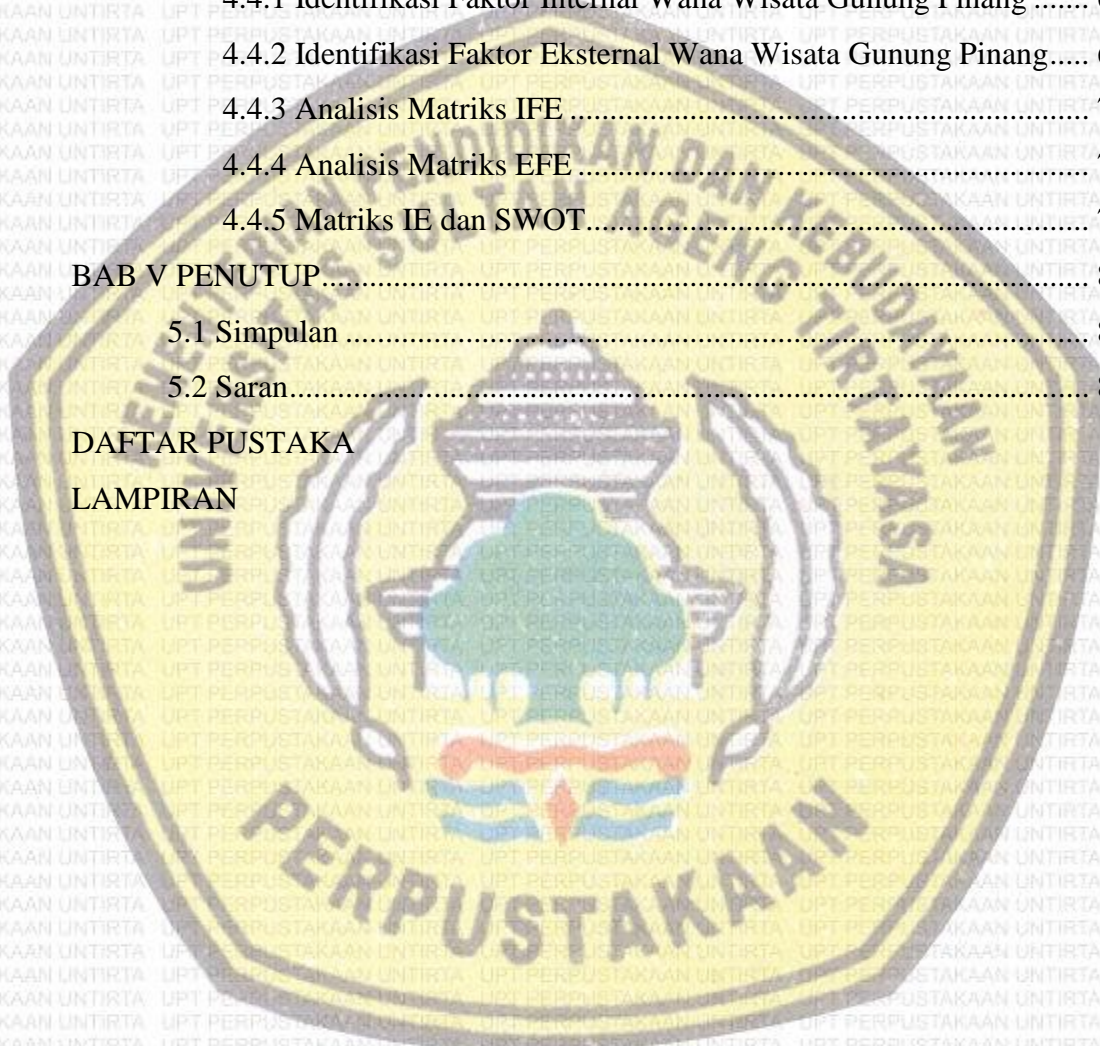 4.4.1 Identifikasi Faktor Internal Wana Wisata Gunung Pinang ......
4.4.2 Identifikasi Faktor Eksternal Wana Wisata Gunung Pinang.....
4.4.3 Analisis Matriks IFE ..........................................................
4.4.4 Analisis Matriks EFE ..........................................................
4.4.5 Matriks IE dan SWOT..........................................................
BAB V PENUTUP..........................................................
5.1 Simpulan ..........................................................
5.2 Saran..........................................................
DAFTAR PUSTAKA
LAMPIRAN
KEMENTERIAN PENDIDIKAN DAN KEBUDAYAAN
UNIVERSITAS SULTAN AGENG TIRTAYASA
PERPUSTAKAAN
UPT PERPUSTAKAAN UNTIRTA